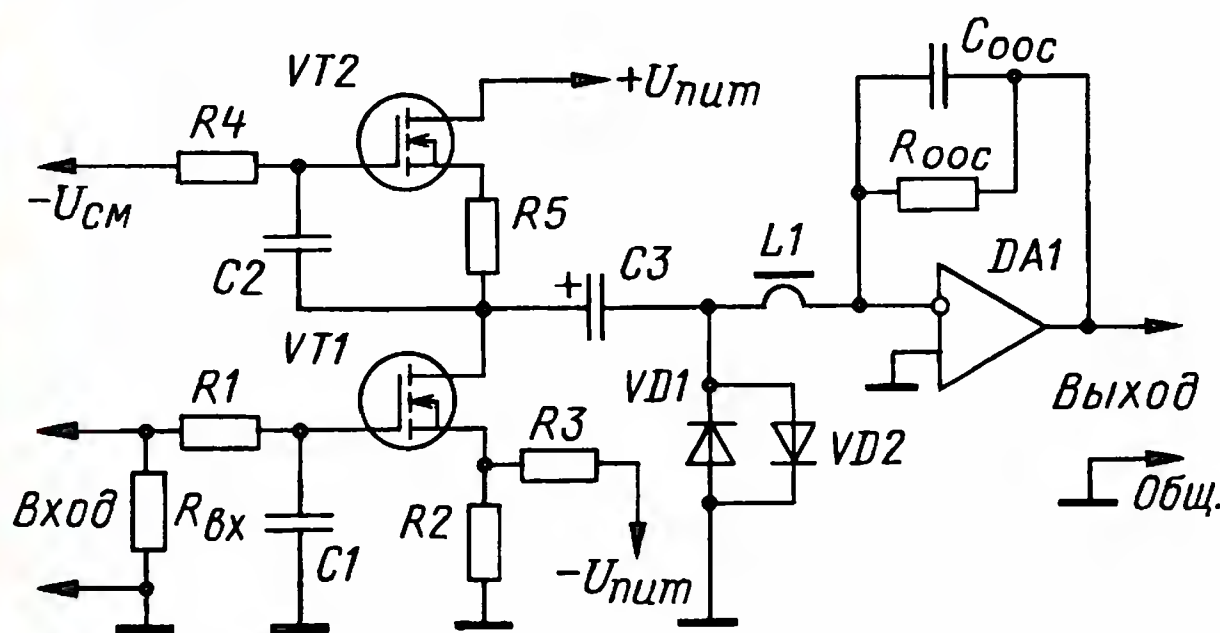 VT2
+Uпит
Cоос
R4
Rоос
-Uсм
R5
C2
C3
+
L1
DA1
VT1
R1
R3
VD1
VD2
Выход
Вход
Rвх
C1
R2
-Uпит
Общ.